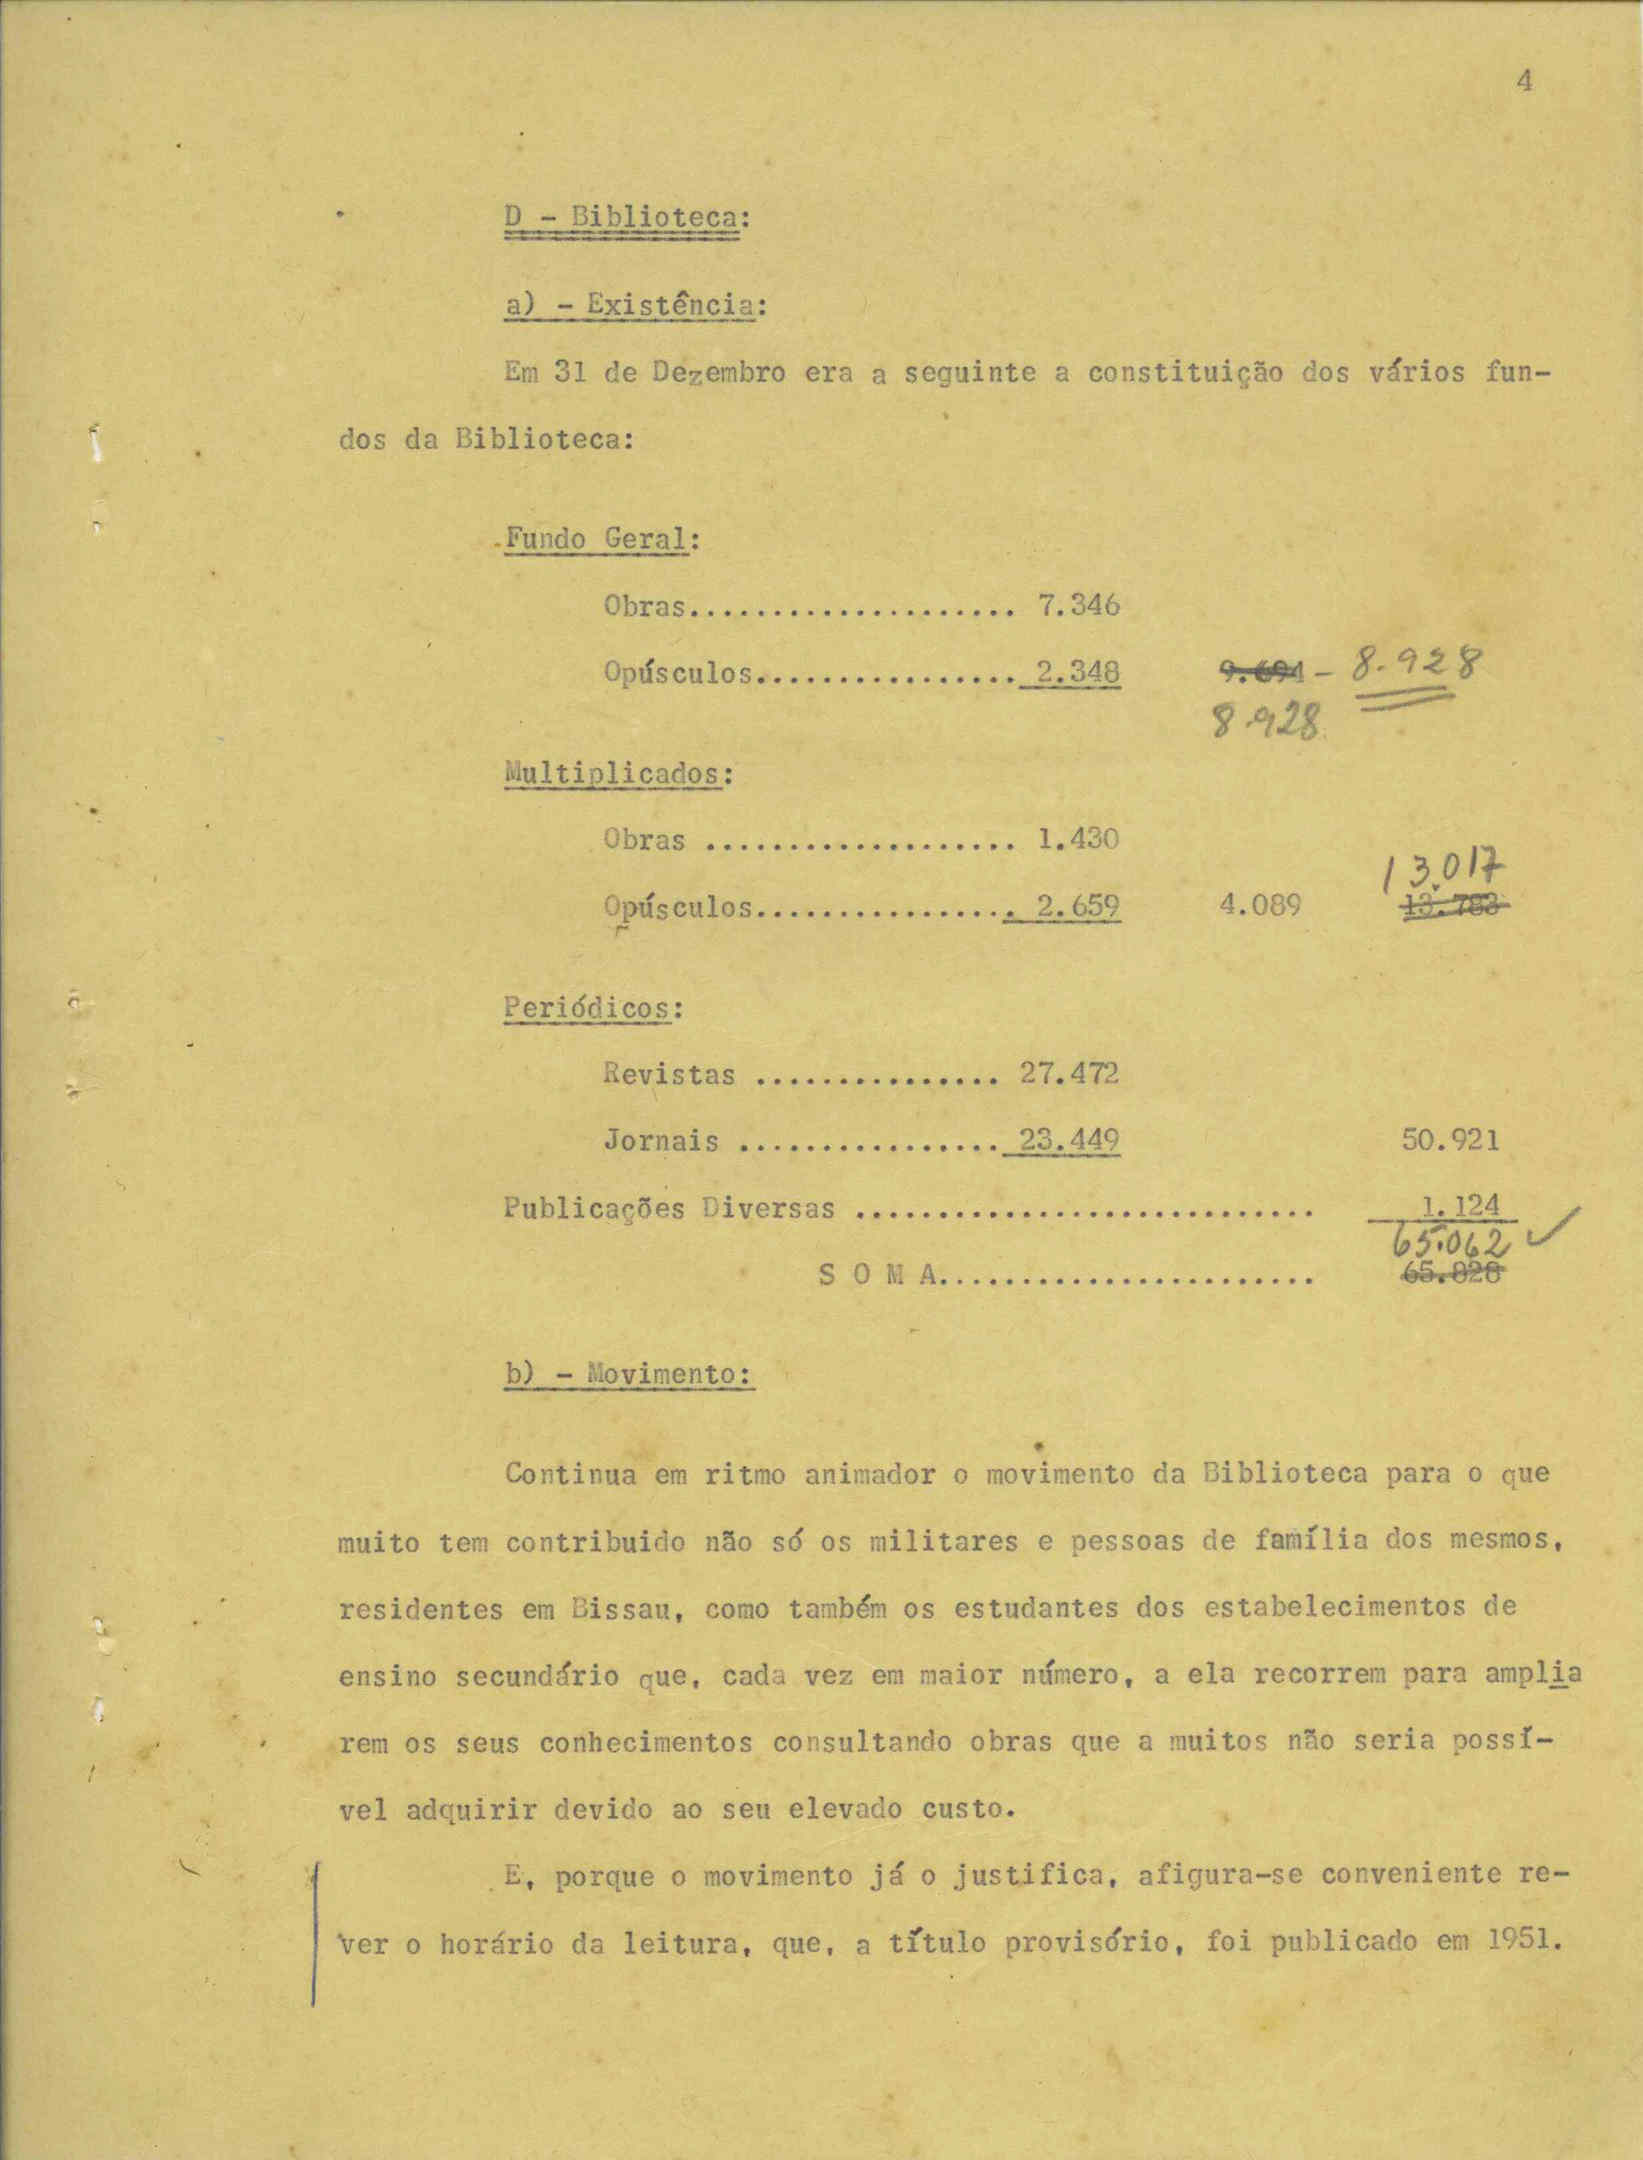 4
D - Biblioteca:
a) - Existência:
Em 31 de Dezembro era a seguinte a constituição dos vários fun-
dos da Biblioteca:
Fundo Geral:
Obras.................... 7.346
Opúsculos................ 2.348 9.694 - 8.928
8.928
Multiplicados:
Obras ................... 1.430
13.017
Opúsculos................ 2.659 4.089 13.783
Periódicos:
Revistas ............... 27.472
Jornais ................ 23.449 50.921
Publicações Diversas ............................ 1.124
65.062 ✓
S O M A....................... 65.828
b) - Movimento:
Continua em ritmo animador o movimento da Biblioteca para o que
muito tem contribuido não só os militares e pessoas de família dos mesmos,
residentes em Bissau, como também os estudantes dos estabelecimentos de
ensino secundário que, cada vez em maior número, a ela recorrem para amplia
rem os seus conhecimentos consultando obras que a muitos não seria possí-
vel adquirir devido ao seu elevado custo.
E, porque o movimento já o justifica, afigura-se conveniente re-
ver o horário da leitura, que, a título provisório, foi publicado em 1951.